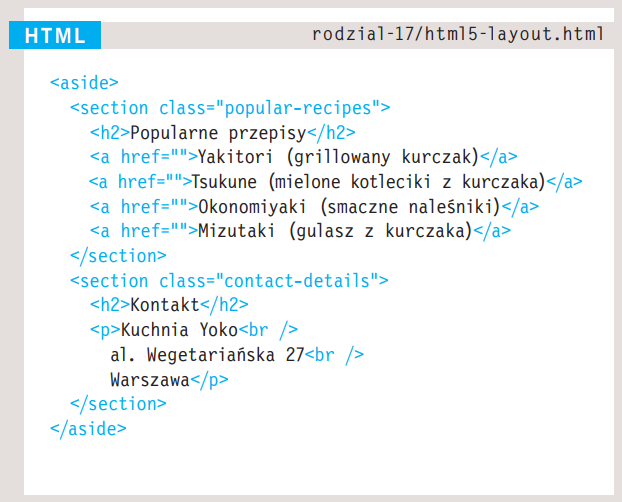 HTML
rodzial-17/html5-layout.html
<aside>
<section class="popular-recipes">
<h2>Popularne przepisy</h2>
<a href="">Yakitori (grillowany kurczak)</a>
<a href="">Tsukune (mielone kotleciki z kurczaka)</a>
<a href="">Okonomiyaki (smaczne naleśniki)</a>
<a href="">Mizutaki (gulasz z kurczaka)</a>
</section>
<section class="contact-details">
<h2>Kontakt</h2>
<p>Kuchnia Yoko<br />
al. Wegetariańska 27<br />
Warszawa</p>
</section>
</aside>